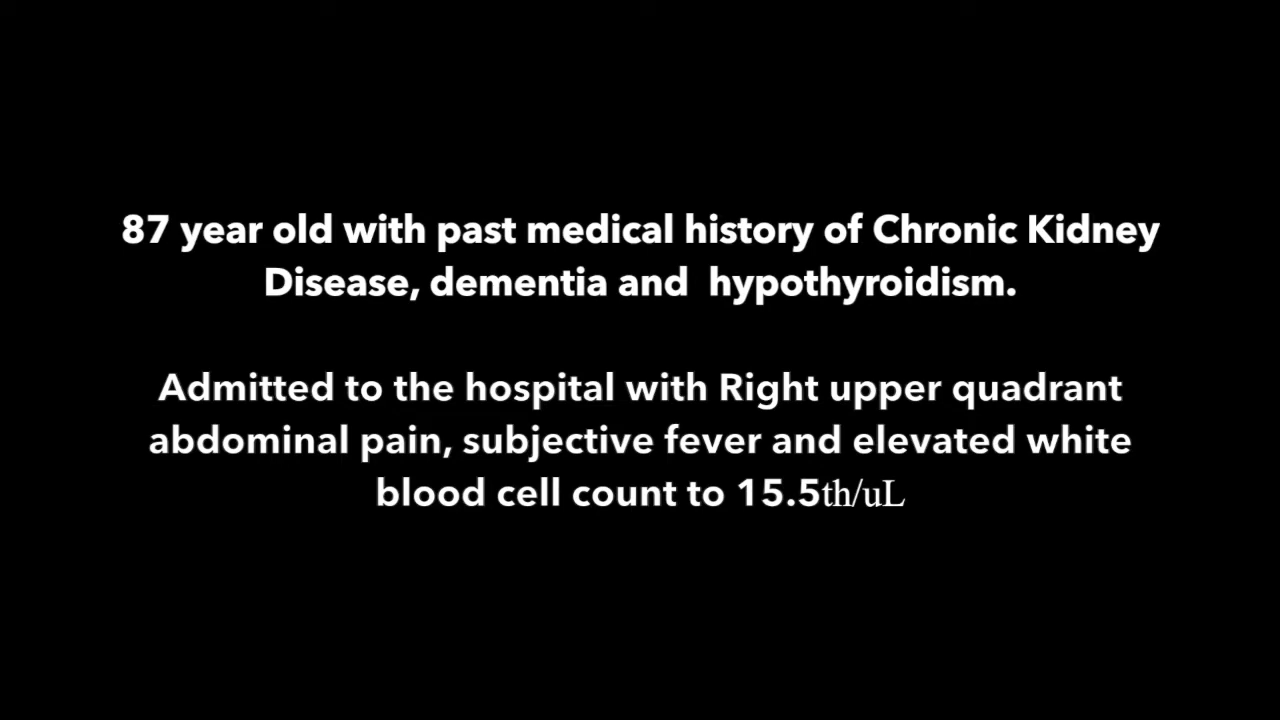 87 year old with past medical history of Chronic Kidney
Disease, dementia and  hypothyroidism.
Admitted to the hospital with Right upper quadrant
abdominal pain, subjective fever and elevated white
blood cell count to 15.5th/uL